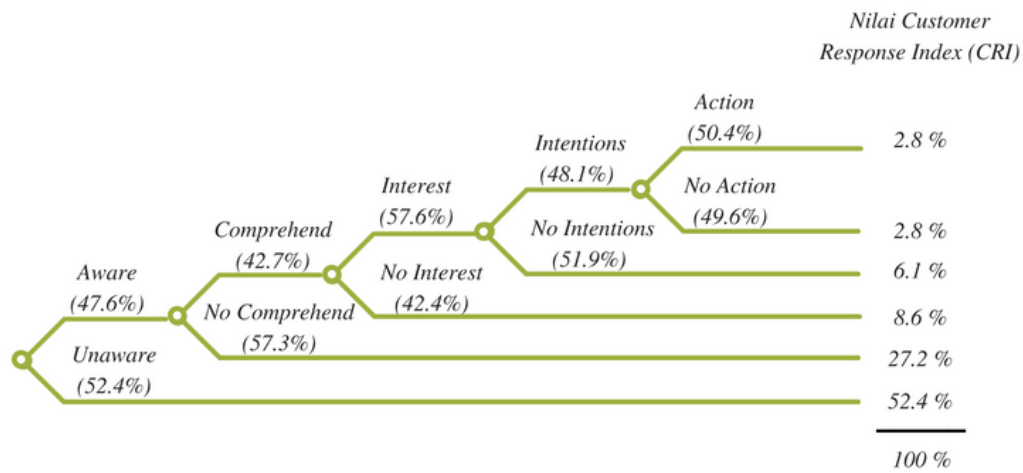 Nilai Customer
Response Index (CRI)
Action
(50.4%)
2.8 %
Intentions
(48.1%)
No Action
(49.6%)
2.8 %
Interest
(57.6%)
No Intentions
(51.9%)
6.1 %
Comprehend
(42.7%)
No Interest
(42.4%)
8.6 %
Aware
(47.6%)
No Comprehend
(57.3%)
27.2 %
Unaware
(52.4%)
52.4 %
100 %